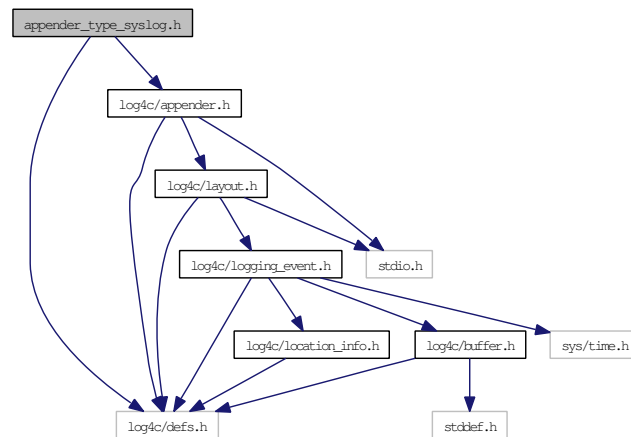 appender_type_syslog.h
log4c/appender.h
log4c/layout.h
log4c/logging_event.h
stdio.h
log4c/location_info.h
log4c/buffer.h
sys/time.h
log4c/defs.h
stddef.h